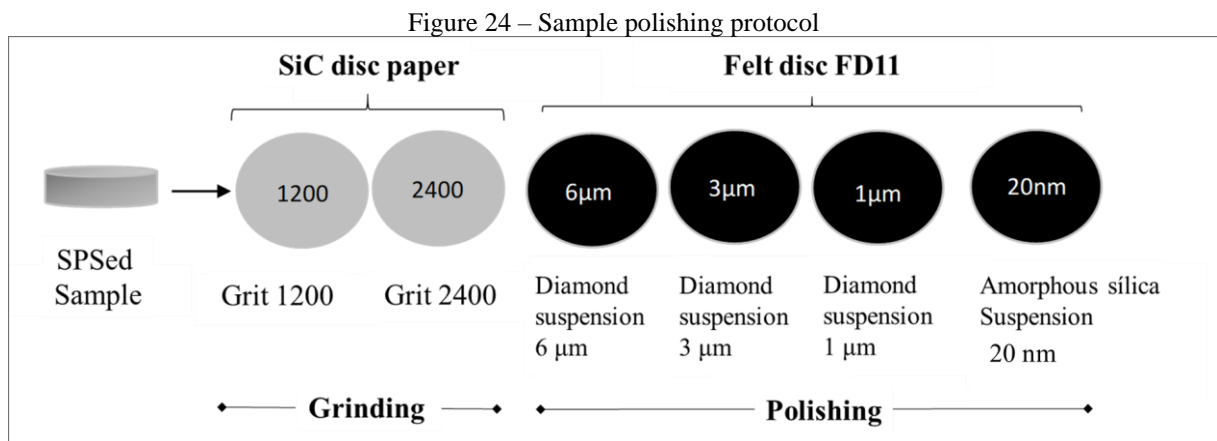 Figure 24 – Sample polishing protocol
SiC disc paper
Felt disc FD11
1200
2400
6μm
3μm
1μm
20nm
SPSed
Sample
Grit 1200
Grit 2400
Diamond
suspension
6 μm
Diamond
suspension
3 μm
Diamond
suspension
1 μm
Amorphous sílica
Suspension
20 nm
Grinding
Polishing